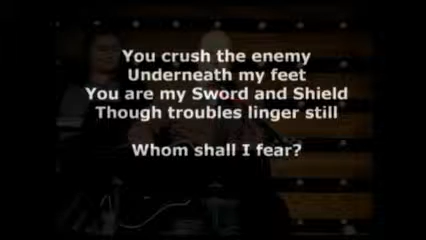 You crush the enemy
Underneath my feet
You are my Sword and Shield
Though troubles linger still
Whom shall I fear?